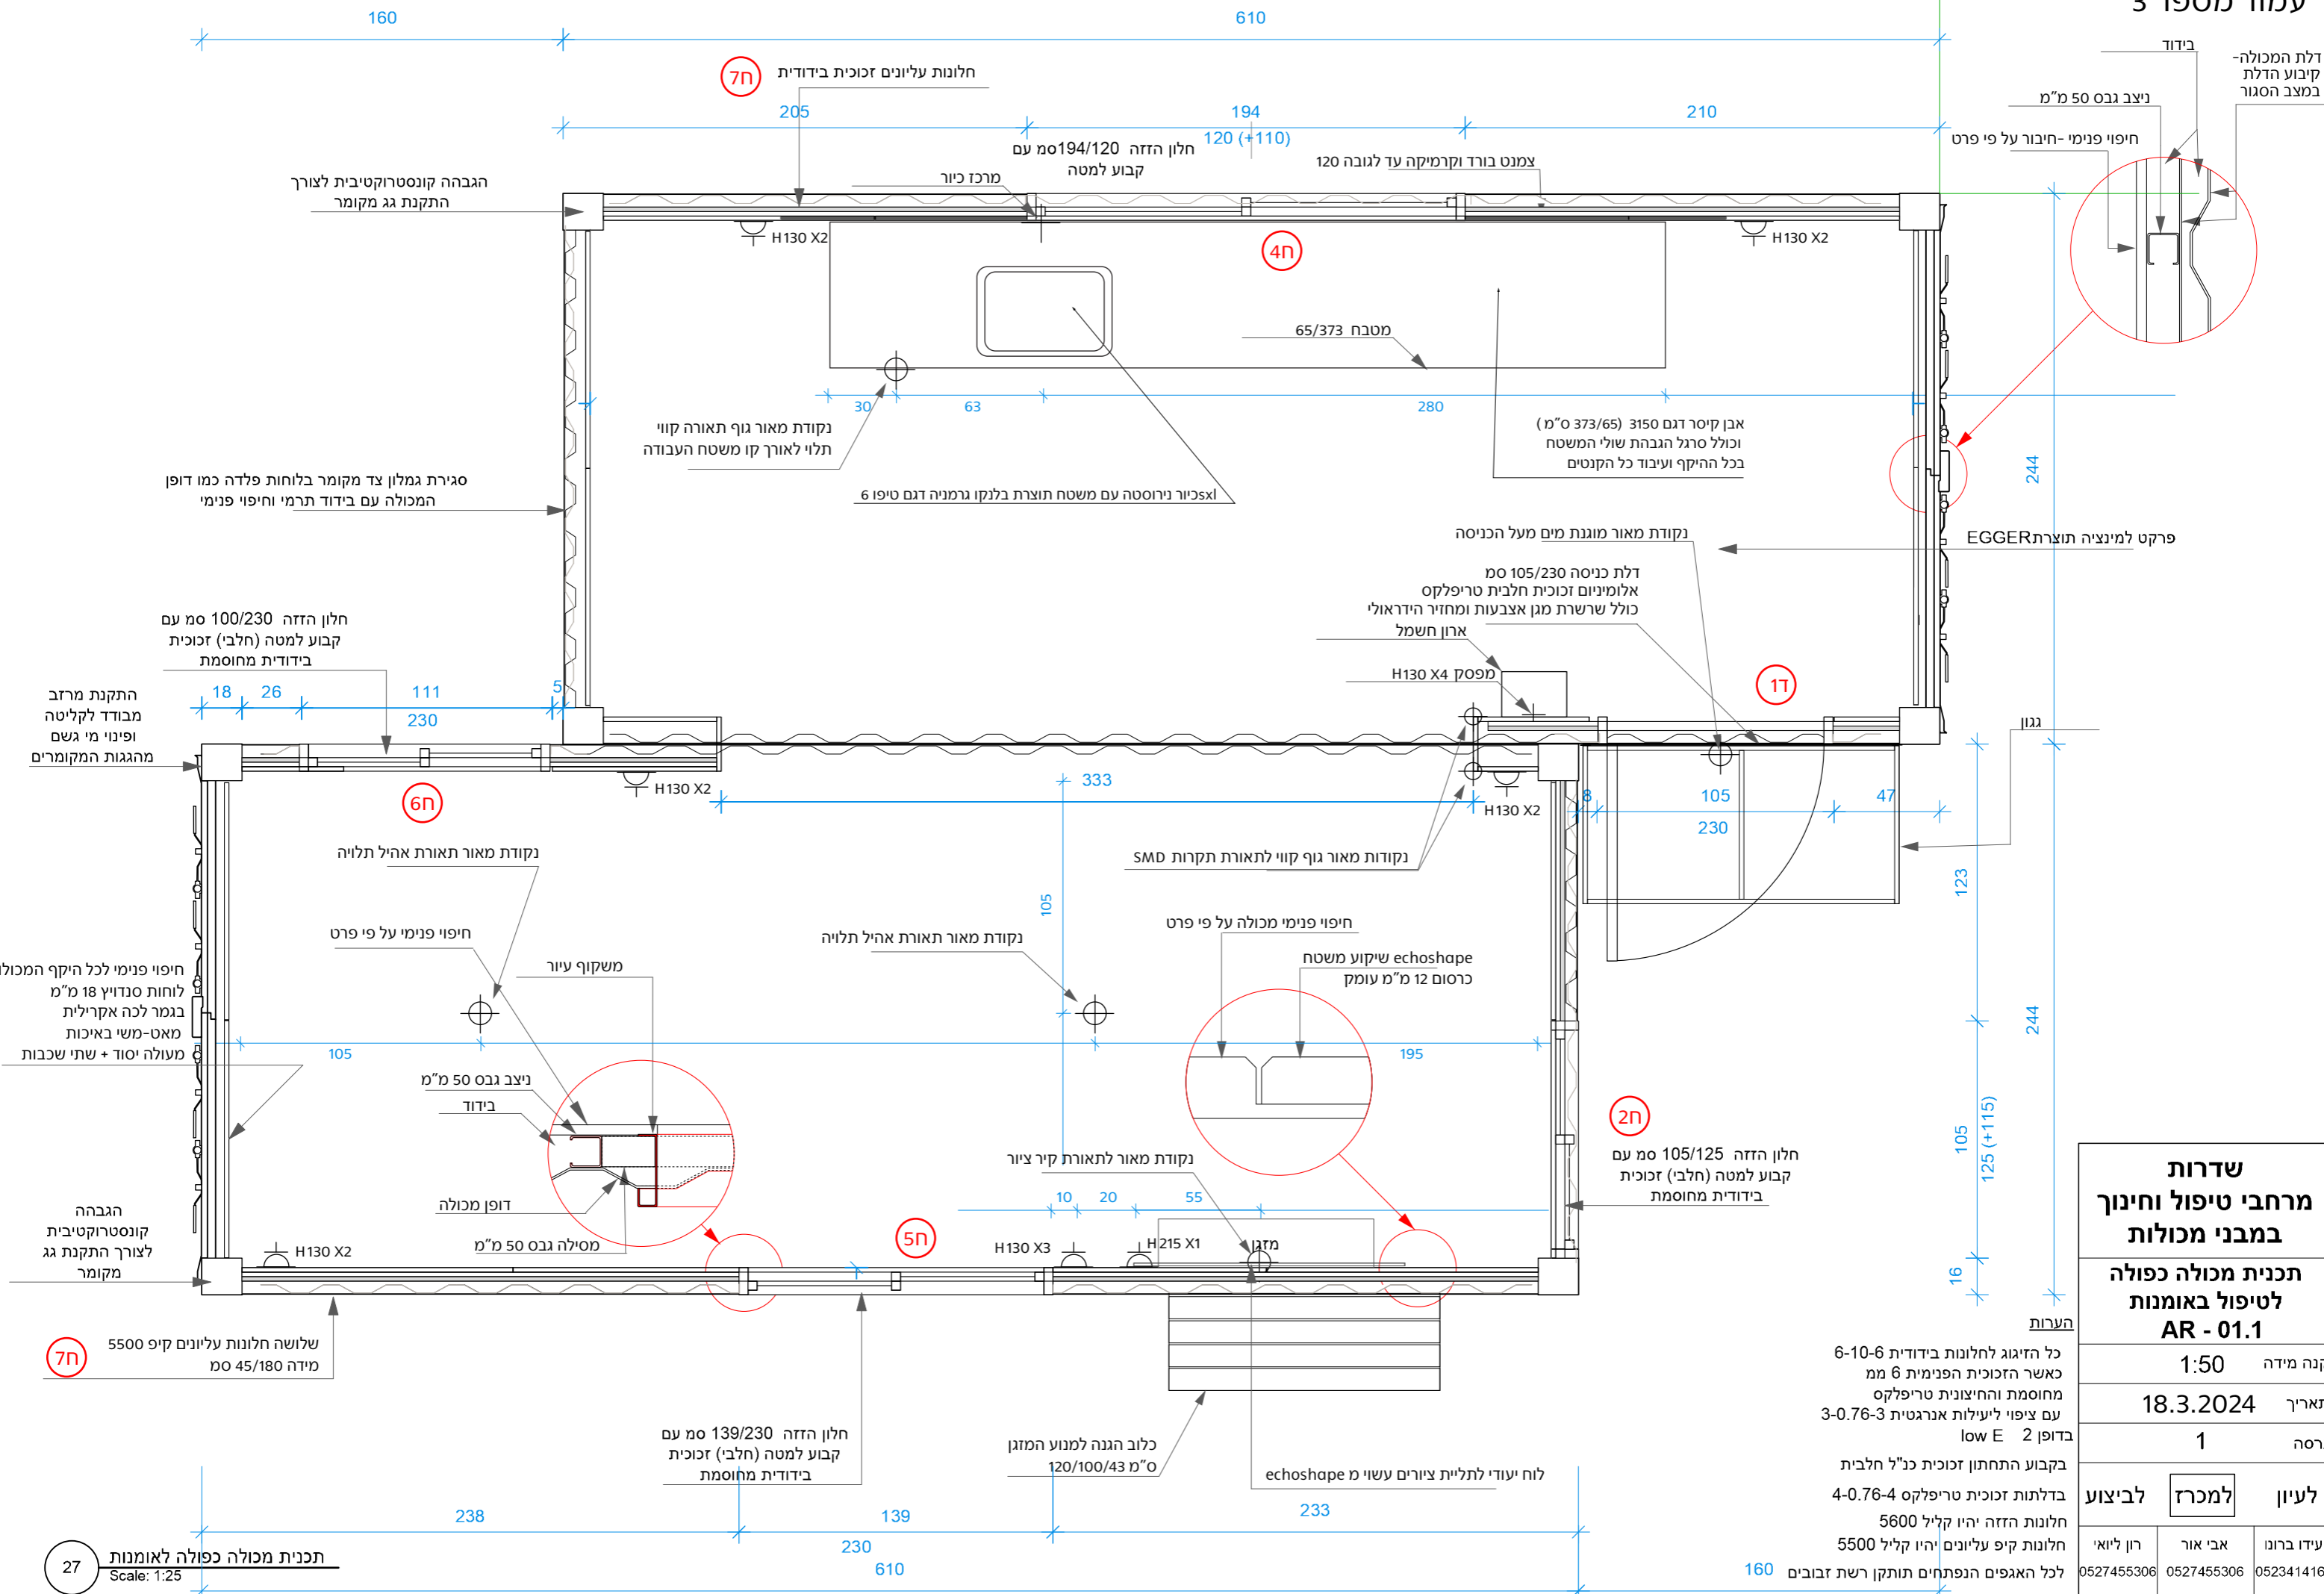 עמוד מספר 3
160
610
ח7
חלונות עליונים זכוכית בידודית
205
194
120 (+110)
210
בידוד
דלת המכולה-
קיבוע הדלת
במצב הסגור
ניצב גבס 50 מ"מ
חיפוי פנימי -חיבור על פי פרט
חלון הזזה 194/120סמ עם
קבוע למטה
צמנט בורד וקרמיקה עד לגובה 120
מרכז כיור
הגבהה קונסטרוקטיבית לצורך
התקנת גג מקומר
H130 X2
ח4
H130 X2
מטבח 65/373
30
63
280
נקודת מאור גוף תאורה קווי
תלוי לאורך קו משטח העבודה
אבן קיסר דגם 3150 (373/65 ס"מ )
וכולל סרגל הגבהת שולי המשטח
בכל ההיקף ועיבוד כל הקנטים
סגירת גמלון צד מקומר בלוחות פלדה כמו דופן
המכולה עם בידוד תרמי וחיפוי פנימי
sxlכיור נירוסטה עם משטח תוצרת בלנקו גרמניה דגם טיפו 6
244
נקודת מאור מוגנת מים מעל הכניסה
פרקט למינציה תוצרתEGGER
דלת כניסה 105/230 סמ
אלומיניום זכוכית חלבית טריפלקס
כולל שרשרת מגן אצבעות ומחזיר הידראולי
ארון חשמל
מפסק H130 X4
ד1
חלון הזזה 100/230 סמ עם
קבוע למטה (חלבי) זכוכית
בידודית מחוסמת
התקנת מרזב
מבודד לקליטה
ופינוי מי גשם
מהגגות המקומרים
18
26
111
5
230
גגון
ח6
H130 X2
333
H130 X2
8
105
47
230
נקודת מאור תאורת אהיל תלויה
נקודות מאור גוף קווי לתאורת תקרות SMD
123
105
חיפוי פנימי על פי פרט
נקודת מאור תאורת אהיל תלויה
חיפוי פנימי מכולה על פי פרט
משקוף עיור
echoshape שיקוע משטח
כרסום 12 מ"מ עומק
חיפוי פנימי לכל היקף המכולו
לוחות סנדויץ 18 מ"מ
בגמר לכה אקרילית
מאט-משי באיכות
מעולה יסוד + שתי שכבות
244
105
195
ניצב גבס 50 מ"מ
בידוד
דופן מכולה
מסילה גבס 50 מ"מ
ח2
חלון הזזה 105/125 סמ עם
קבוע למטה (חלבי) זכוכית
בידודית מחוסמת
105
125 (+115)
נקודת מאור לתאורת קיר ציור
10
20
55
הגבהה
קונסטרוקטיבית
לצורך התקנת גג
מקומר
H130 X2
ח5
H130 X3
H215 X1
מזגן
16
ח7
שלושה חלונות עליונים קיפ 5500
מידה 45/180 סמ
חלון הזזה 139/230 סמ עם
קבוע למטה (חלבי) זכוכית
בידודית מחוסמת
כלוב הגנה למנוע המזגן
120/100/43 ס"מ
לוח יעודי לתליית ציורים עשוי מ echoshape
238
139
233
230
610
160
27
תכנית מכולה כפולה לאומנות
Scale: 1:25
הערות
כל הזיגוג לחלונות בידודית 6-10-6
כאשר הזכוכית הפנימית 6 ממ
מחוסמת והחיצונית טריפלקס
עם ציפוי ליעילות אנרגטית 3-0.76-3
בדופן 2 low E
בקבוע התחתון זכוכית כנ"ל חלבית
בדלתות זכוכית טריפלקס 4-0.76-4
חלונות הזזה יהיו קליל 5600
חלונות קיפ עליונים יהיו קליל 5500
לכל האגפים הנפתחים תותקן רשת זבובים
שדרות
מרחבי טיפול וחינוך
במבני מכולות
תכנית מכולה כפולה
לטיפול באומנות
AR - 01.1
קנה מידה 1:50
תאריך 18.3.2024
רסה 1
לעיון למכרז לביצוע
עידו ברונו אבי אור רון ליואי
05234141 0527455306 0527455306